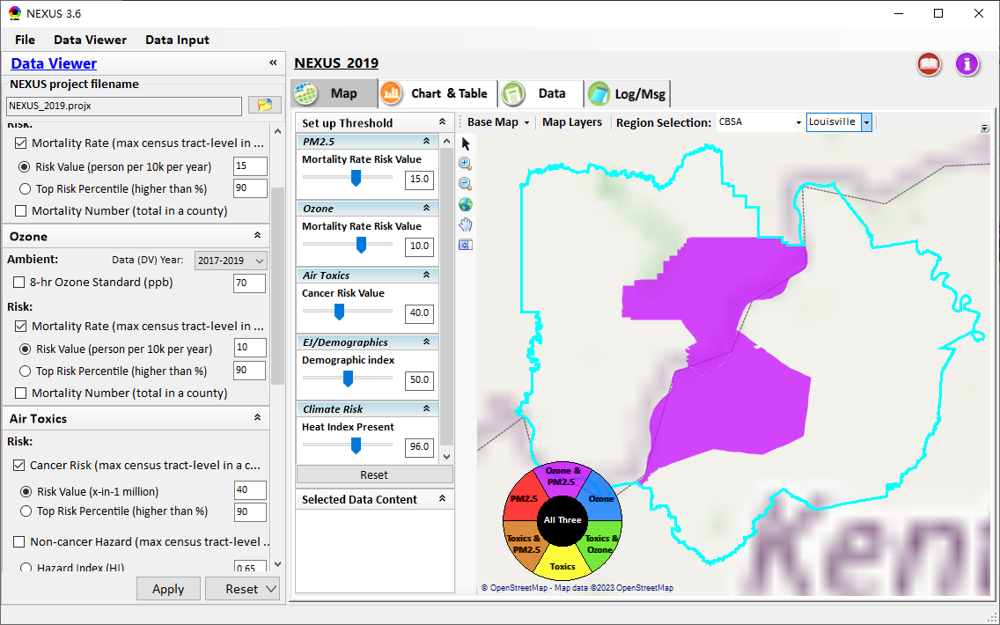 NEXUS 3.6
File Data Viewer Data Input
Data Viewer «
NEXUS project filename
NEXUS_2019.projx
Risk:
Mortality Rate (max census tract-level in ...
Risk Value (person per 10k per year) 15
Top Risk Percentile (higher than %) 90
Mortality Number (total in a county)
Ozone
Ambient: Data (DV) Year: 2017-2019
8-hr Ozone Standard (ppb) 70
Risk:
Mortality Rate (max census tract-level in ...
Risk Value (person per 10k per year) 10
Top Risk Percentile (higher than %) 90
Mortality Number (total in a county)
Air Toxics
Risk:
Cancer Risk (max census tract-level in a c...
Risk Value (x-in-1 million) 40
Top Risk Percentile (higher than %) 90
Non-cancer Hazard (max census tract-level ...
Hazard Index (HI) 0.65
Apply Reset
NEXUS_2019
Map Chart & Table Data Log/Msg
Set up Threshold
PM2.5
Mortality Rate Risk Value
15.0
Ozone
Mortality Rate Risk Value
10.0
Air Toxics
Cancer Risk Value
40.0
EJ/Demographics
Demographic index
50.0
Climate Risk
Heat Index Present
96.0
Reset
Selected Data Content
Base Map Map Layers Region Selection: CBSA Louisville
Ozone &
PM2.5
PM2.5
Ozone
All Three
Toxics &
PM2.5
Toxics &
Ozone
Toxics
Ken
© OpenStreetMap - Map data ©2023 OpenStreetMap